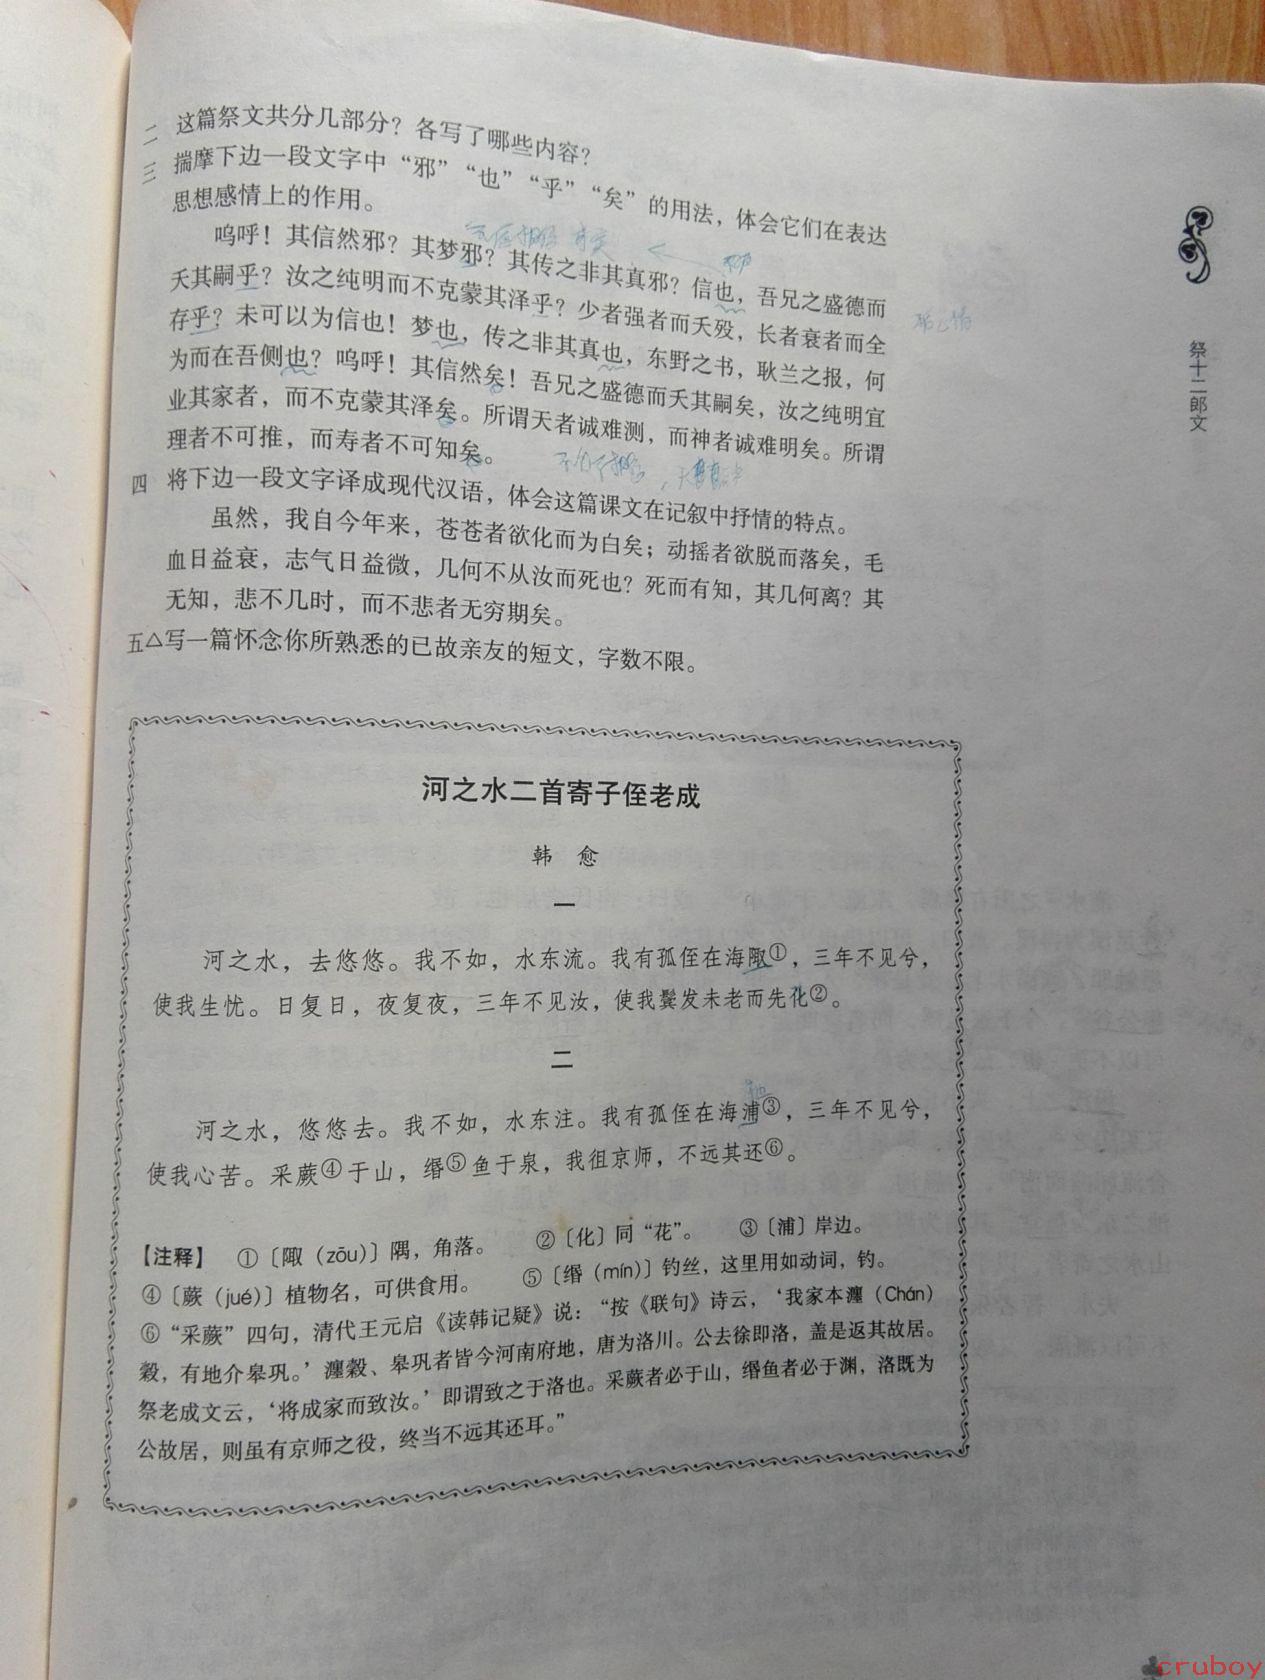 二 这篇祭文共分几部分？各写了哪些内容？
三 揣摩下边一段文字中“邪”“也”“乎”“矣”的用法，体会它们在表达
思想感情上的作用。
呜呼！其信然邪？其梦邪？其传之非其真邪？信也，吾兄之盛德而
夭其嗣乎？汝之纯明而不克蒙其泽乎？少者强者而夭殁，长者衰者而全
存乎？未可以为信也！梦也，传之非其真也，东野之书，耿兰之报，何
为而在吾侧也？呜呼！其信然矣！吾兄之盛德而夭其嗣矣，汝之纯明宜
业其家者，而不克蒙其泽矣。所谓天者诚难测，而神者诚难明矣。所谓
理者不可推，而寿者不可知矣。
四 将下边一段文字译成现代汉语，体会这篇课文在记叙中抒情的特点。
虽然，我自今年来，苍苍者欲化而为白矣；动摇者欲脱而落矣，毛
血日益衰，志气日益微，几何不从汝而死也？死而有知，其几何离？其
无知，悲不几时，而不悲者无穷期矣。
五△写一篇怀念你所熟悉的已故亲友的短文，字数不限。
祭十二郎文
河之水二首寄子侄老成
韩 愈
一
河之水，去悠悠。我不如，水东流。我有孤侄在海陬①，三年不见兮，
使我生忧。日复日，夜复夜，三年不见汝，使我鬓发未老而先化②。
二
河之水，悠悠去。我不如，水东注。我有孤侄在海浦③，三年不见兮，
使我心苦。采蕨④于山，缗⑤鱼于泉，我徂京师，不远其还⑥。
【注释】 ①〔陬（zōu）〕隅，角落。 ②〔化〕同“花”。 ③〔浦〕岸边。
④〔蕨（jué）〕植物名，可供食用。 ⑤〔缗（mín）〕钓丝，这里用如动词，钓。
⑥“采蕨”四句，清代王元启《读韩记疑》说：“按《联句》诗云，‘我家本瀍（Chán）
穀，有地介皋巩。’瀍穀、皋巩者皆今河南府地，唐为洛川。公去徐即洛，盖是返其故居。
祭老成文云，‘将成家而致汝。’即谓致之于洛也。采蕨者必于山，缗鱼者必于渊，洛既为
公故居，则虽有京师之役，终当不远其还耳。”
cruboy